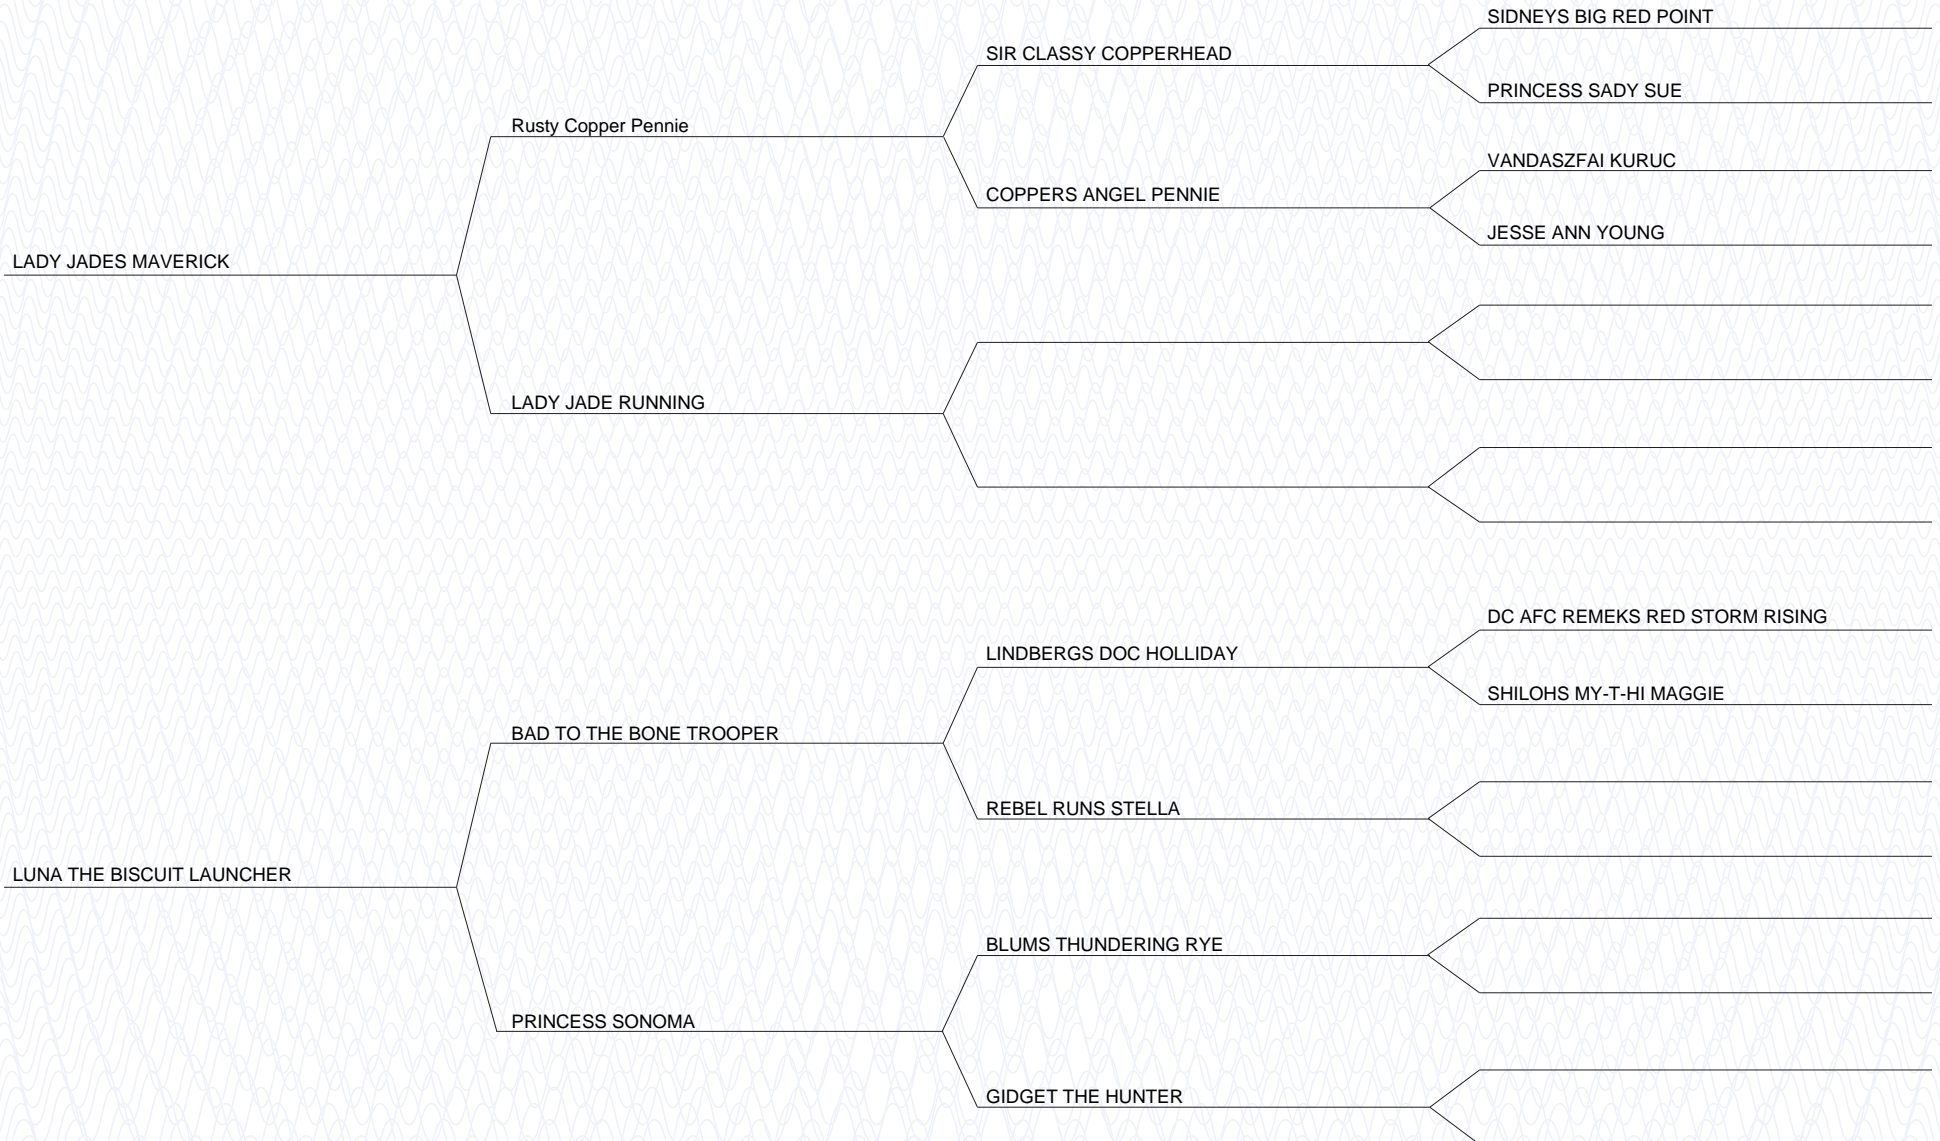 SIDNEYS BIG RED POINT
SIR CLASSY COPPERHEAD
PRINCESS SADY SUE
Rusty Copper Pennie
VANDASZFAI KURUC
COPPERS ANGEL PENNIE
JESSE ANN YOUNG
LADY JADES MAVERICK
LADY JADE RUNNING
DC AFC REMEKS RED STORM RISING
LINDBERGS DOC HOLLIDAY
SHILOHS MY-T-HI MAGGIE
BAD TO THE BONE TROOPER
REBEL RUNS STELLA
LUNA THE BISCUIT LAUNCHER
BLUMS THUNDERING RYE
PRINCESS SONOMA
GIDGET THE HUNTER